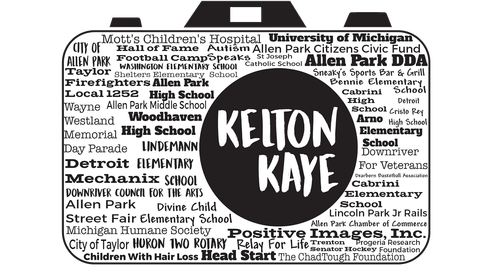 Mott's Children's Hospital University of Michigan
CITY OF ALLEN PARK
Hall of Fame Autism Allen Park Citizens Civic Fund
Football Camp Speaks St Joseph Catholic School Allen Park DDA
WASHINGTON ELEMENTARY SCHOOL
Taylor Shelters Elementary School
Sneaky's Sports Bar & Grill
Firefighters Allen Park High School
Bennie Elementary School
Local 1252
Cabrini High School
Detroit Cristo Rey High School
Wayne Allen Park Middle School
Westland Woodhaven High School
Arno Elementary School
Memorial Day Parade
LINDEMANN ELEMENTARY SCHOOL
KELTON
KAYE
Downriver For Veterans
Detroit
Dearborn Basketball Association
Mechanix
Cabrini Elementary School
DOWNRIVER COUNCIL FOR THE ARTS
Allen Park Street Fair
Divine Child Elementary School
Lincoln Park Jr Rails
Allen Park Chamber of Commerce
Michigan Humane Society
Positive Images, Inc.
City of Taylor HURON TWO ROTARY Relay For Life
Trenton Progeria Research Foundation
Senator Hockey
Children With Hair Loss Head Start The ChadTough Foundation